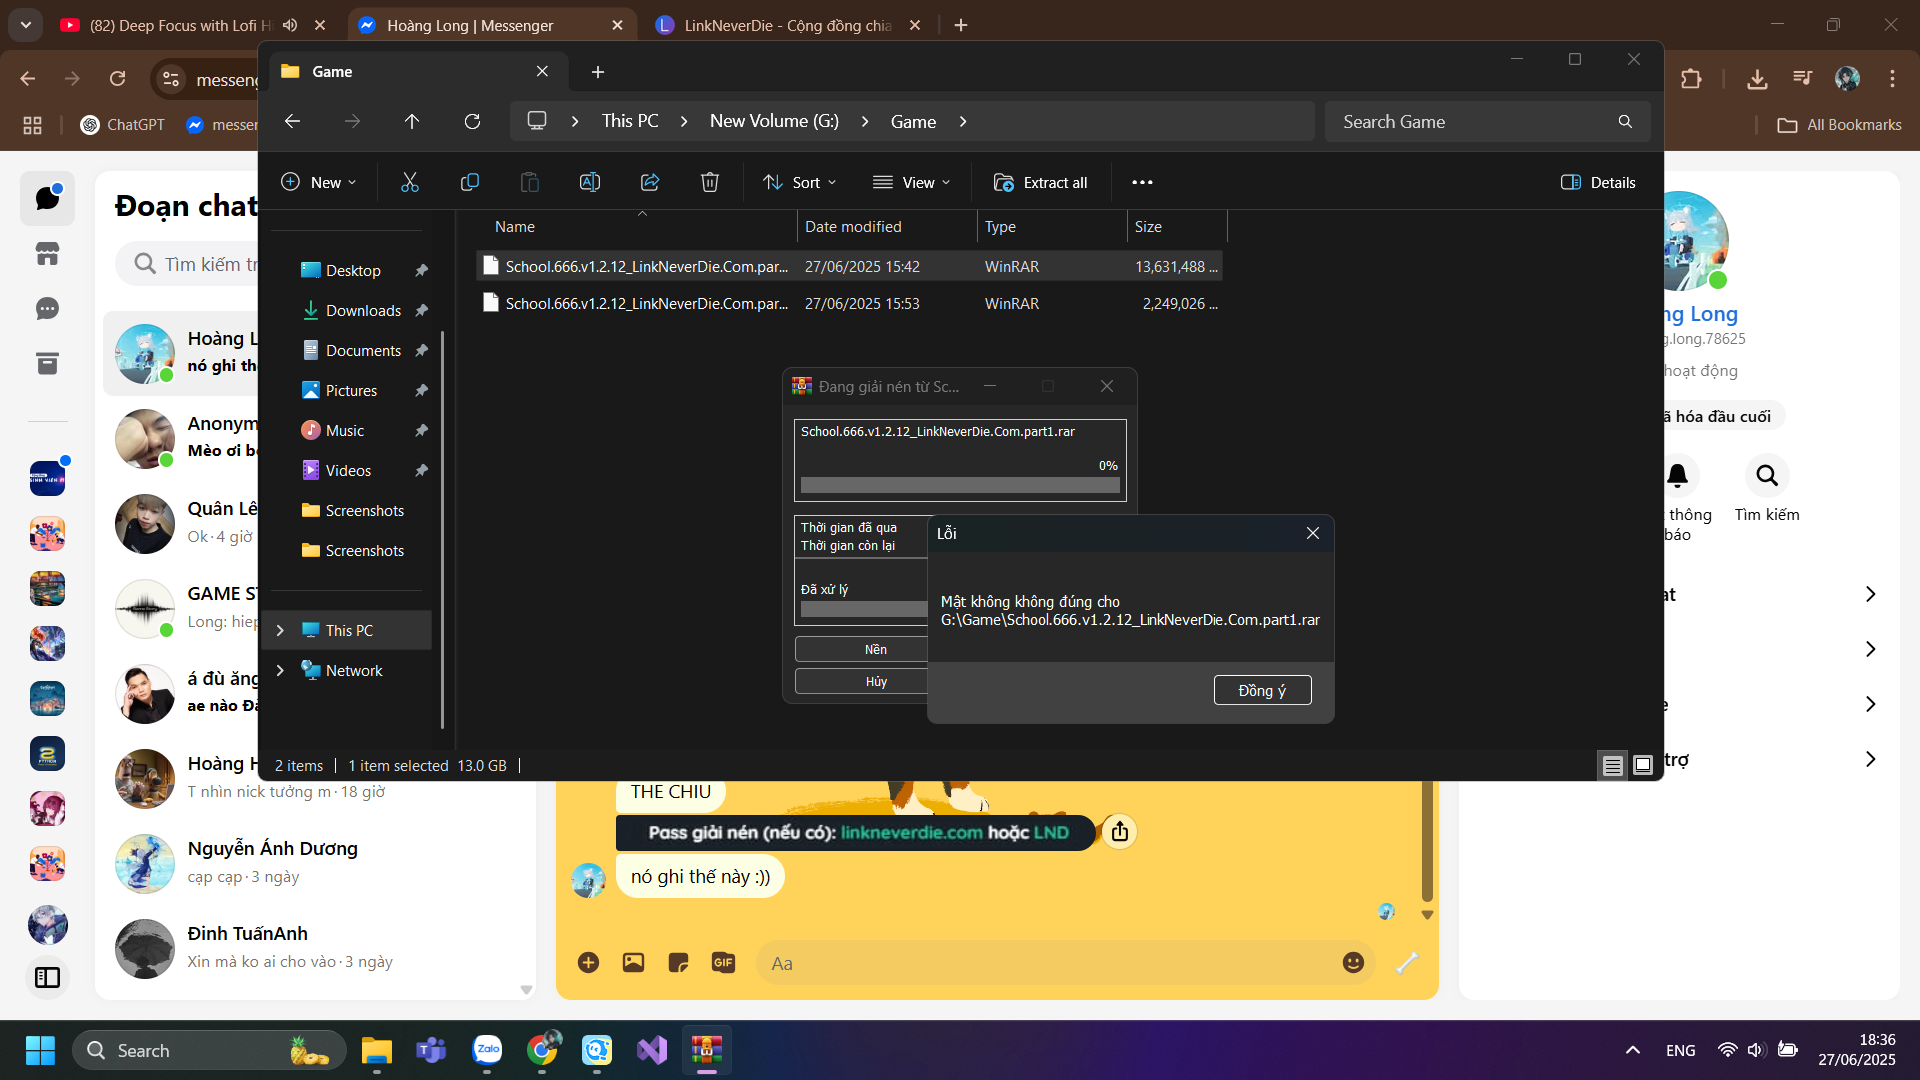 (82) Deep Focus with Lofi Hi
Hoàng Long | Messenger
LinkNeverDie - Cộng đồng chia
messeng
ChatGPT
messen
All Bookmarks
Game
This PC
New Volume (G:)
Game
Search Game
New
Sort
View
Extract all
Details
Name
Date modified
Type
Size
School.666.v1.2.12_LinkNeverDie.Com.par...
27/06/2025 15:42
WinRAR
13,631,488 ...
School.666.v1.2.12_LinkNeverDie.Com.par...
27/06/2025 15:53
WinRAR
2,249,026 ...
Desktop
Downloads
Documents
Pictures
Music
Videos
Screenshots
Screenshots
This PC
Network
2 items
1 item selected 13.0 GB
Đang giải nén từ Sc...
School.666.v1.2.12_LinkNeverDie.Com.part1.rar
0%
Thời gian đã qua
Thời gian còn lại
Đã xử lý
Nền
Hủy
Lỗi
Mật không không đúng cho
G:\Game\School.666.v1.2.12_LinkNeverDie.Com.part1.rar
Đồng ý
Đoạn chat
Tìm kiếm tr
Hoàng L
nó ghi th
Anonym
Mèo ơi b
Quân Lê
Ok · 4 giờ
GAME S
Long: hiep
á đù ăng
ae nào Đ
Hoàng H
T nhìn nick tưởng m · 18 giờ
Nguyễn Ánh Dương
cạp cạp · 3 ngày
Đinh TuấnAnh
Xin mà ko ai cho vào · 3 ngày
THE CHIU
Pass giải nén (nếu có): linkneverdie.com hoặc LND
nó ghi thế này :))
GIF
Aa
ng Long
g.long.78625
hoạt động
ã hóa đầu cuối
t thông
báo
Tìm kiếm
at
e
trợ
Search
Zalo
ENG
18:36
27/06/2025